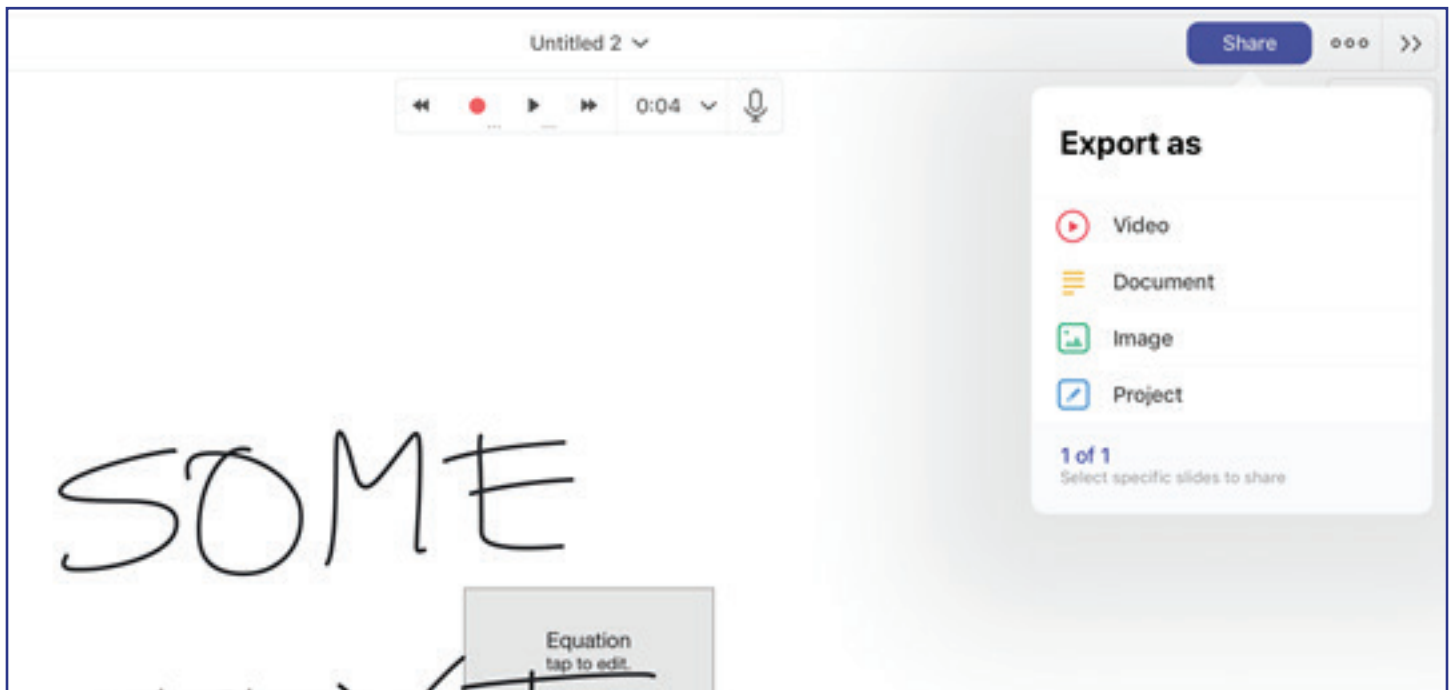 Untitled 2
Share
0:04
Export as
Video
Document
Image
Project
1 of 1
Select specific slides to share
SOME
Equation
tap to edit.